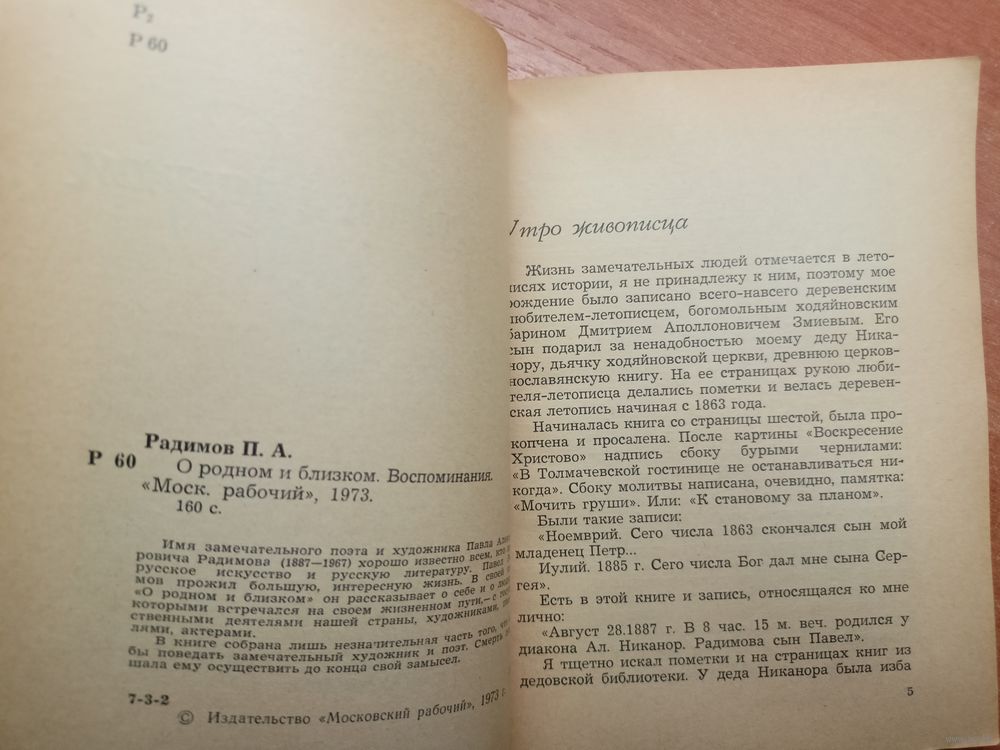 Р2
Р 60
Радимов П. А.
Р 60
О родном и близком. Воспоминания.
«Моск. рабочий», 1973.
160 с.
Имя замечательного поэта и художника Павла
ровича Радимова (1887—1967) хорошо известно всем, кто
русское искусство и русскую литературу. Павел
мов прожил большую, интересную жизнь. В своей
«О родном и близком» он рассказывает о себе и о
которыми встречался на своем жизненном пути,— с
ственными деятелями нашей страны, художниками,
лями, актерами.
В книге собрана лишь незначительная часть того,
бы поведать замечательный художник и поэт. Смерть
шала ему осуществить до конца свой замысел.
7-3-2
© Издательство «Московский рабочий», 1973 г.
Утро живописца
Жизнь замечательных людей отмечается в лето-
писях истории, я не принадлежу к ним, поэтому мое
рождение было записано всего-навсего деревенским
любителем-летописцем, богомольным ходяйновским
барином Дмитрием Аполлоновичем Змиевым. Его
сын подарил за ненадобностью моему деду Ника-
нору, дьячку ходяйновской церкви, древнюю церков-
нославянскую книгу. На ее страницах рукою люби-
теля-летописца делались пометки и велась деревен-
ская летопись начиная с 1863 года.
Начиналась книга со страницы шестой, была про-
копчена и просалена. После картины «Воскресение
Христово» надпись сбоку бурыми чернилами:
«В Толмачевской гостинице не останавливаться ни-
когда». Сбоку молитвы написана, очевидно, памятка:
«Мочить груши». Или: «К становому за планом».
Были такие записи:
«Ноемврий. Сего числа 1863 скончался сын мой
младенец Петр...
Иулий. 1885 г. Сего числа Бог дал мне сына Сер-
гея».
Есть в этой книге и запись, относящаяся ко мне
лично:
«Август 28.1887 г. В 8 час. 15 м. веч. родился у
диакона Ал. Никанор. Радимова сын Павел».
Я тщетно искал пометки и на страницах книг из
дедовской библиотеки. У деда Никанора была изба
5